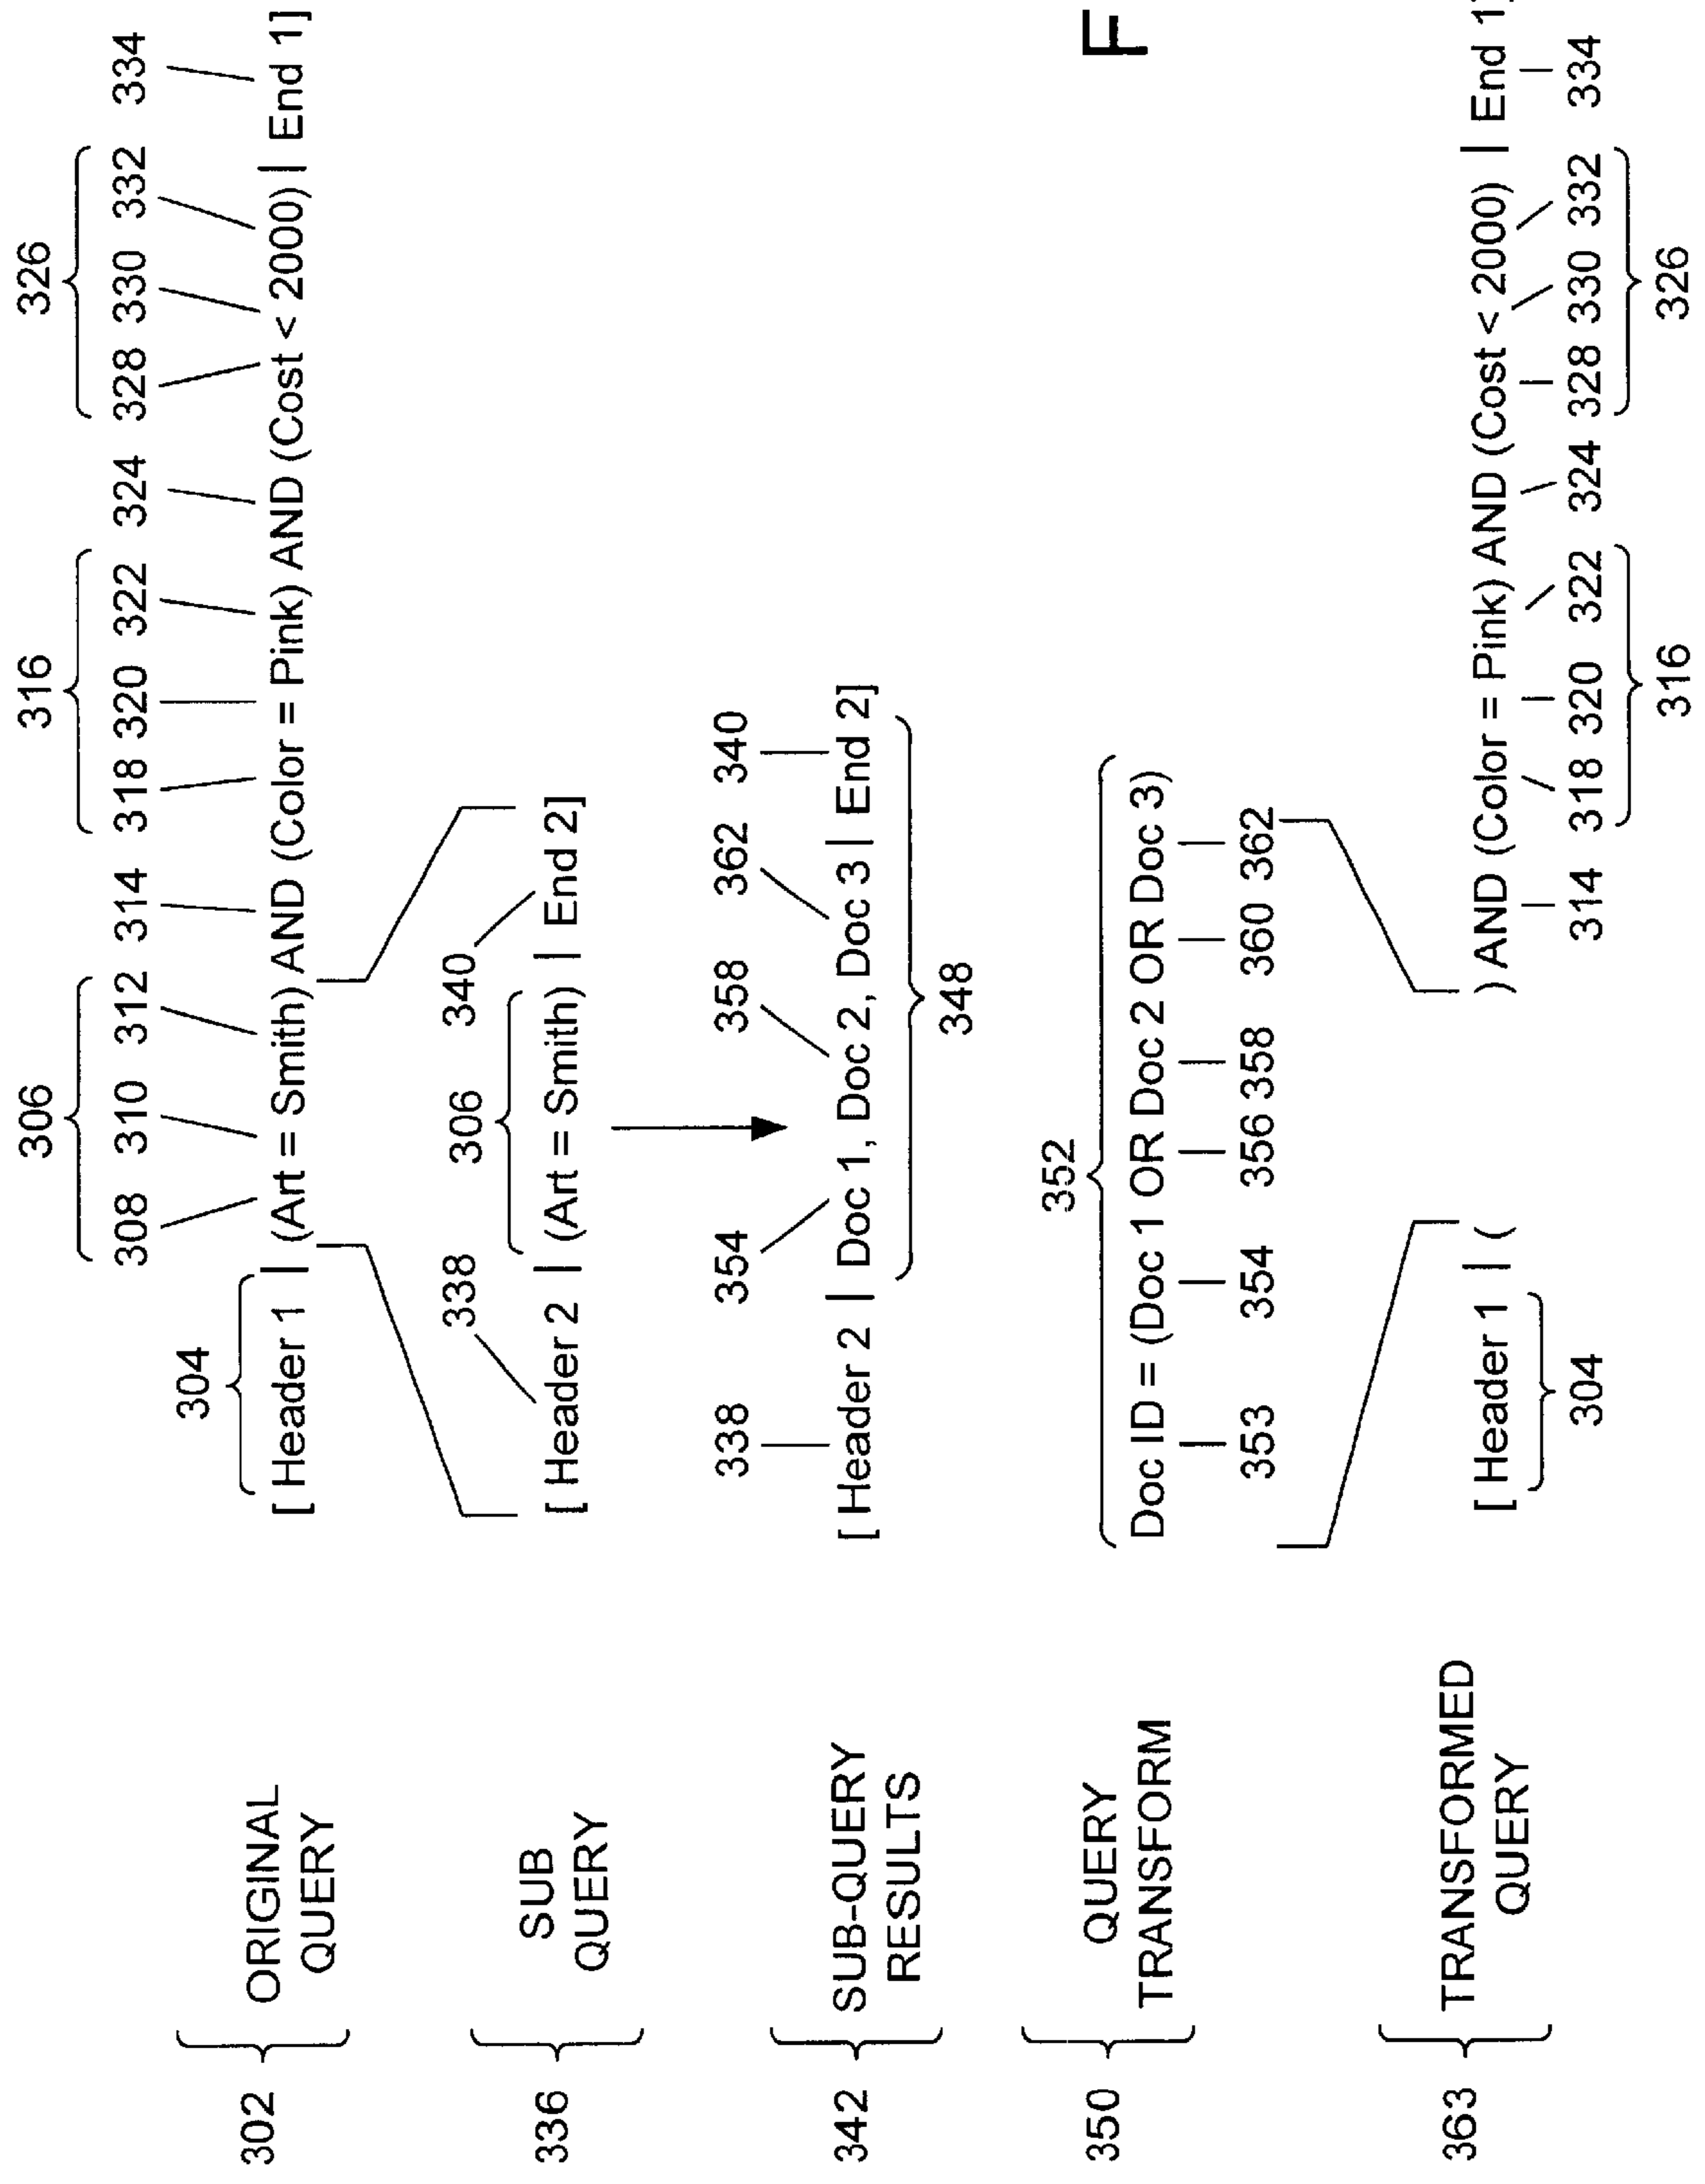 306 316 326
304 308 310 312 314 318 320 322 324 328 330 332 334
302 ORIGINAL QUERY
[ Header 1 | (Art = Smith) AND (Color = Pink) AND (Cost < 2000) | End 1]
338 306 340
336 SUB QUERY
[ Header 2 | (Art = Smith) | End 2]
338 354 358 362 340
342 SUB-QUERY RESULTS
[ Header 2 | Doc 1, Doc 2, Doc 3 | End 2]
348
352
350 QUERY TRANSFORM
Doc ID = (Doc 1 OR Doc 2 OR Doc 3)
353 354 356 358 360 362
F
363 TRANSFORMED QUERY
[ Header 1 | ( ) AND (Color = Pink) AND (Cost < 2000) | End 1]
304 314 318 320 322 324 328 330 332 334
316 326